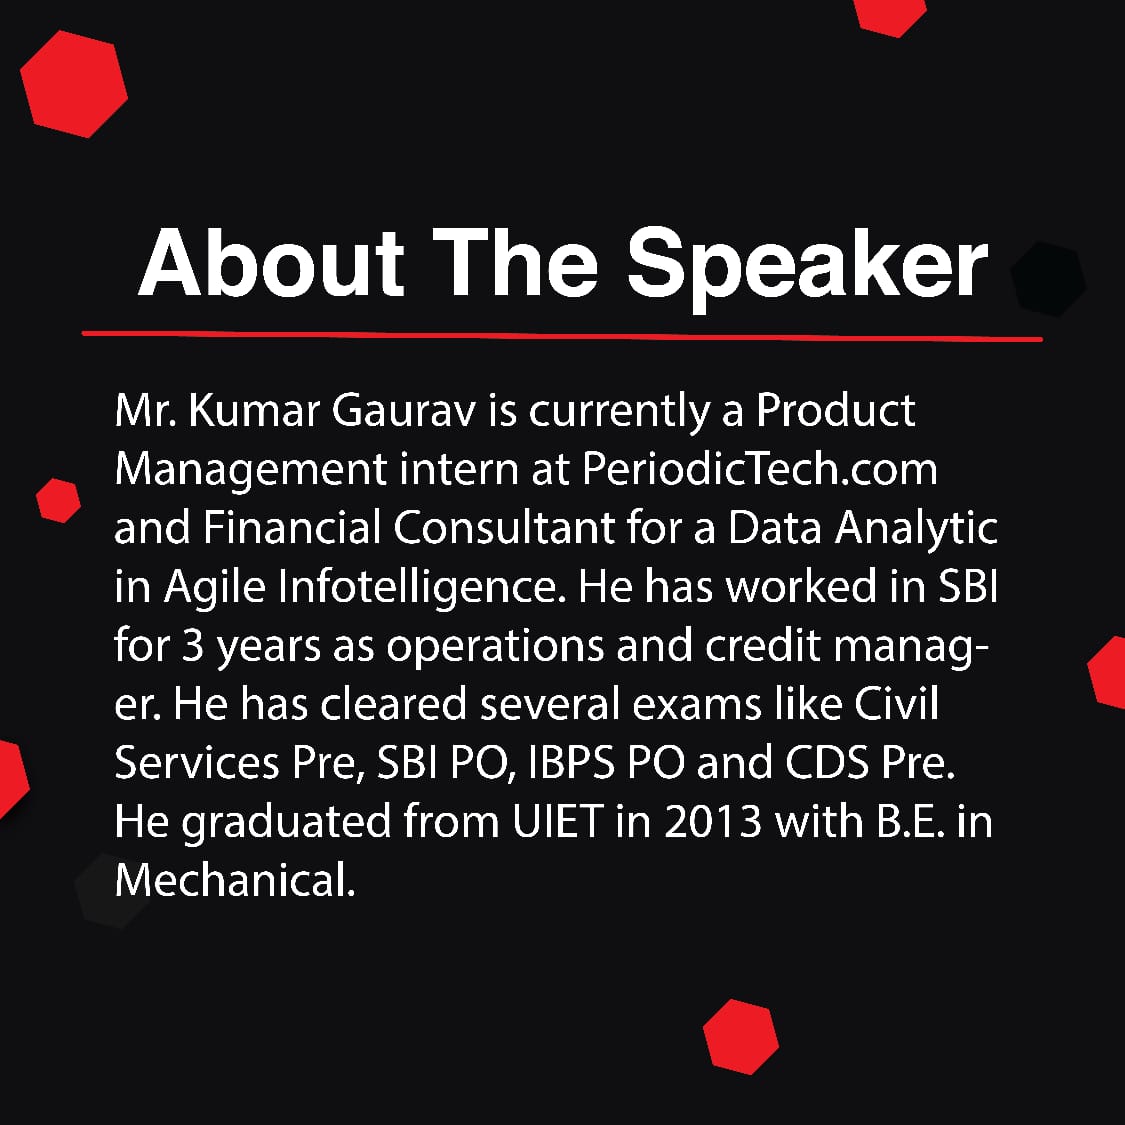 About The Speaker
Mr. Kumar Gaurav is currently a Product
Management intern at PeriodicTech.com
and Financial Consultant for a Data Analytic
in Agile Infotelligence. He has worked in SBI
for 3 years as operations and credit manag-
er. He has cleared several exams like Civil
Services Pre, SBI PO, IBPS PO and CDS Pre.
He graduated from UIET in 2013 with B.E. in
Mechanical.